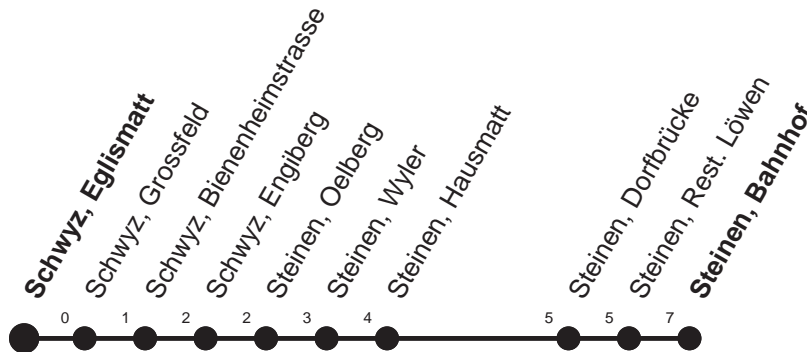 Schwyz, Eglismatt
Schwyz, Grossfeld
Schwyz, Bienenheimstrasse
Schwyz, Engiberg
Steinen, Oelberg
Steinen, Wyler
Steinen, Hausmatt
Steinen, Dorfbrücke
Steinen, Rest. Löwen
Steinen, Bahnhof
0 1 2 2 3 4 5 5 7